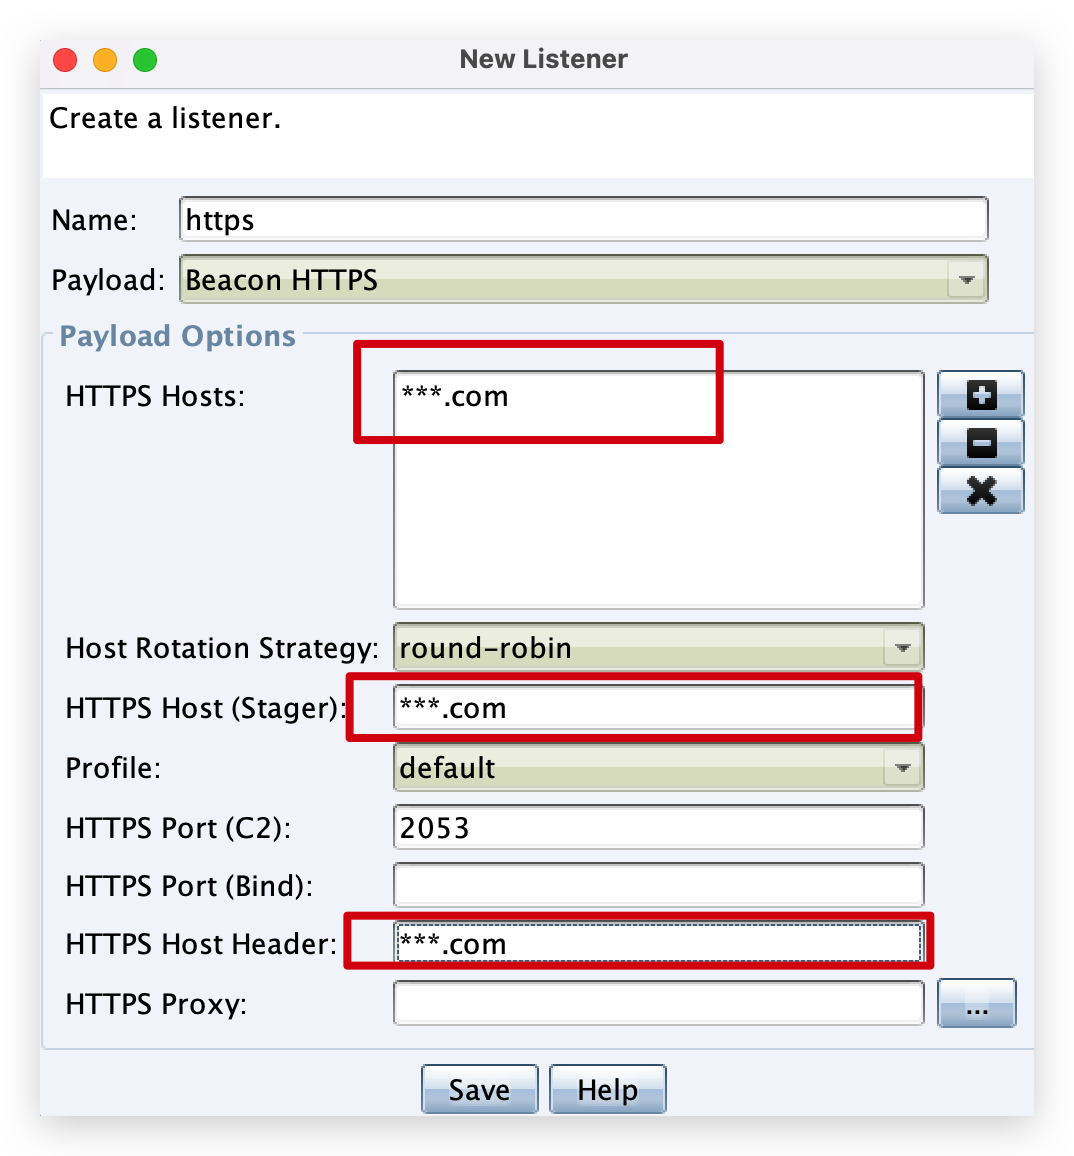 New Listener
Create a listener.
Name: https
Payload: Beacon HTTPS
Payload Options
HTTPS Hosts: ***.com
Host Rotation Strategy: round-robin
HTTPS Host (Stager): ***.com
Profile: default
HTTPS Port (C2): 2053
HTTPS Port (Bind):
HTTPS Host Header: ***.com
HTTPS Proxy: ...
Save Help